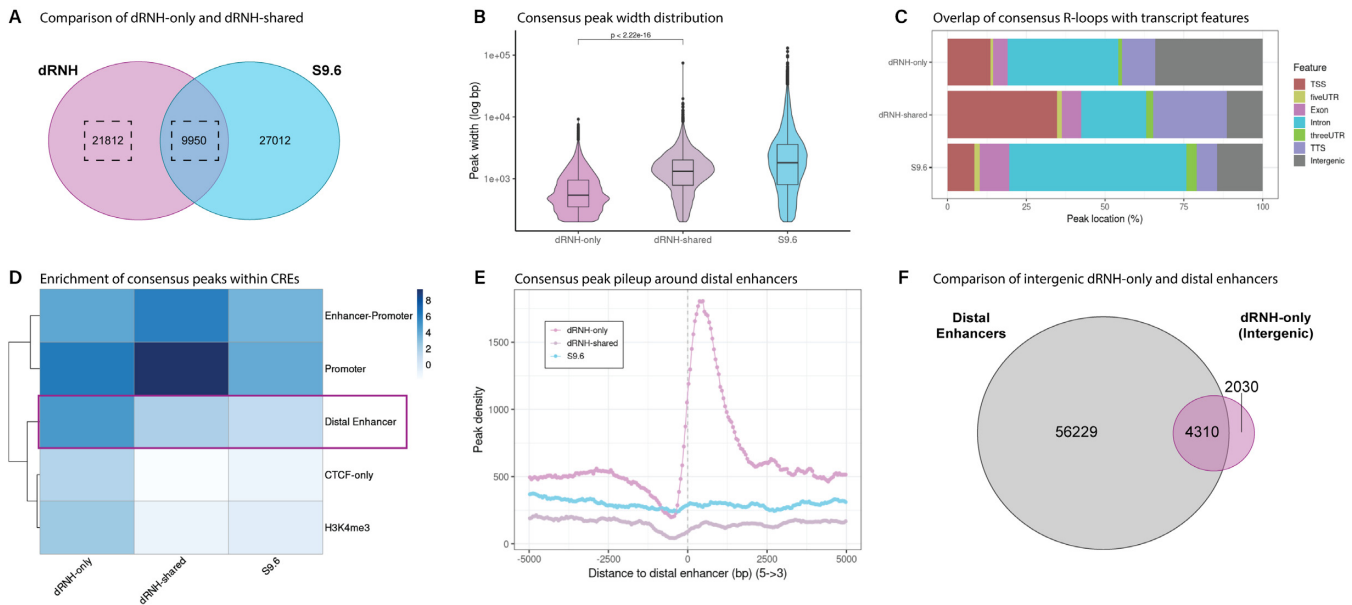 A Comparison of dRNH-only and dRNH-shared
dRNH
S9.6
21812
9950
27012
B Consensus peak width distribution
p < 2.22e-16
Peak width (log bp)
1e+05
1e+04
1e+03
dRNH-only
dRNH-shared
S9.6
C Overlap of consensus R-loops with transcript features
dRNH-only
dRNH-shared
S9.6
0
25
50
75
100
Peak location (%)
Feature
TSS
fiveUTR
Exon
Intron
threeUTR
TTS
Intergenic
D Enrichment of consensus peaks within CREs
Enhancer-Promoter
Promoter
Distal Enhancer
CTCF-only
H3K4me3
8
6
4
2
0
dRNH-only
dRNH-shared
S9.6
E Consensus peak pileup around distal enhancers
dRNH-only
dRNH-shared
S9.6
Peak density
1500
1000
500
0
-5000
-2500
0
2500
5000
Distance to distal enhancer (bp) (5->3)
F Comparison of intergenic dRNH-only and distal enhancers
Distal
Enhancers
dRNH-only
(Intergenic)
2030
56229
4310